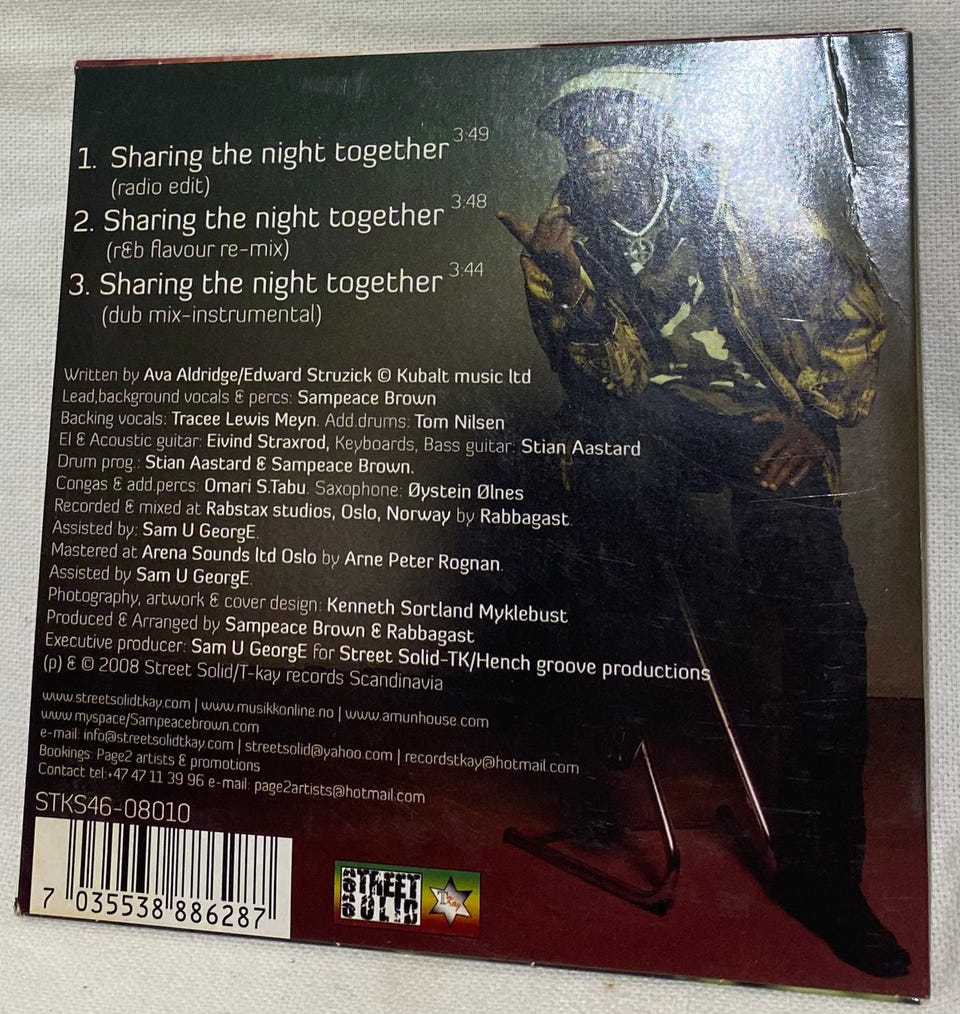 1. Sharing the night together 3:49
(radio edit)
2. Sharing the night together 3:48
(r&b flavour re-mix)
3. Sharing the night together 3:44
(dub mix-instrumental)
Written by Ava Aldridge/Edward Struzick © Kubalt music ltd
Lead,background vocals & percs: Sampeace Brown
Backing vocals: Tracee Lewis Meyn. Add.drums: Tom Nilsen
El & Acoustic guitar: Eivind Straxrod, Keyboards, Bass guitar: Stian Aastard
Drum prog.: Stian Aastard & Sampeace Brown.
Congas & add.percs: Omari S.Tabu. Saxophone: Øystein Ølnes
Recorded & mixed at Rabstax studios, Oslo, Norway by Rabbagast.
Assisted by: Sam U GeorgE.
Mastered at Arena Sounds ltd Oslo by Arne Peter Rognan.
Assisted by Sam U GeorgE.
Photography, artwork & cover design: Kenneth Sortland Myklebust
Produced & Arranged by Sampeace Brown & Rabbagast
Executive producer: Sam U GeorgE for Street Solid-TK/Hench groove productions
(p) & © 2008 Street Solid/T-kay records Scandinavia
www.streetsolidtkay.com | www.musikkonline.no | www.amunhouse.com
www.myspace/Sampeacebrown.com
e-mail: info@streetsolidtkay.com | streetsolid@yahoo.com | recordstkay@hotmail.com
Bookings: Page2 artists & promotions
Contact tel:+47 47 11 39 96 e-mail: page2artists@hotmail.com
STKS46-08010
7 035538 886287
STREET SOLID
TKay